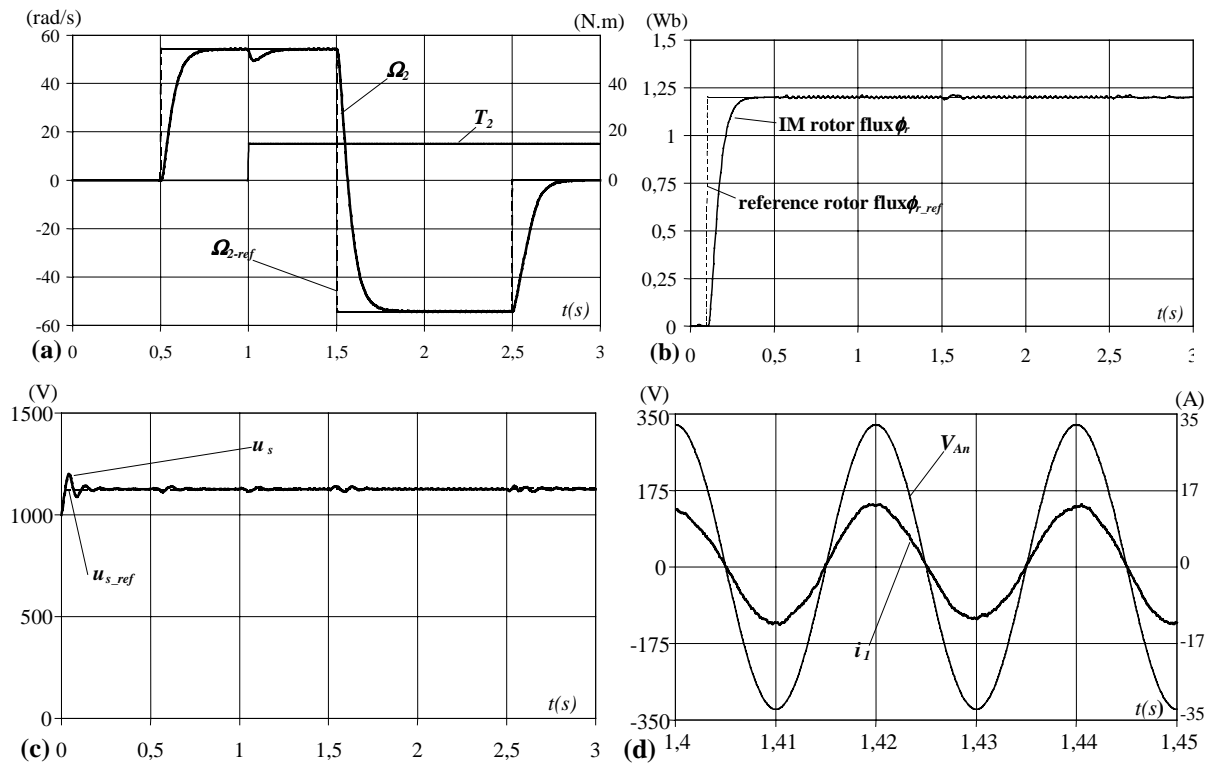 (rad/s)
(N.m)
60
40
20
0
-20
-40
-60
40
20
0
Ω2
T2
Ω2-ref
t(s)
(a)
0
0,5
1
1,5
2
2,5
3
(Wb)
1,5
1,25
1
0,75
0,5
0,25
0
IM rotor flux ϕr
reference rotor flux ϕr_ref
t(s)
(b)
0
0,5
1
1,5
2
2,5
(V)
1500
1000
500
0
us
us_ref
t(s)
(c)
0
0,5
1
1,5
2
2,5
3
(V)
(A)
350
175
0
-175
-350
35
17
0
-17
-35
VAn
i1
t(s)
(d)
1,4
1,41
1,42
1,43
1,44
1,45